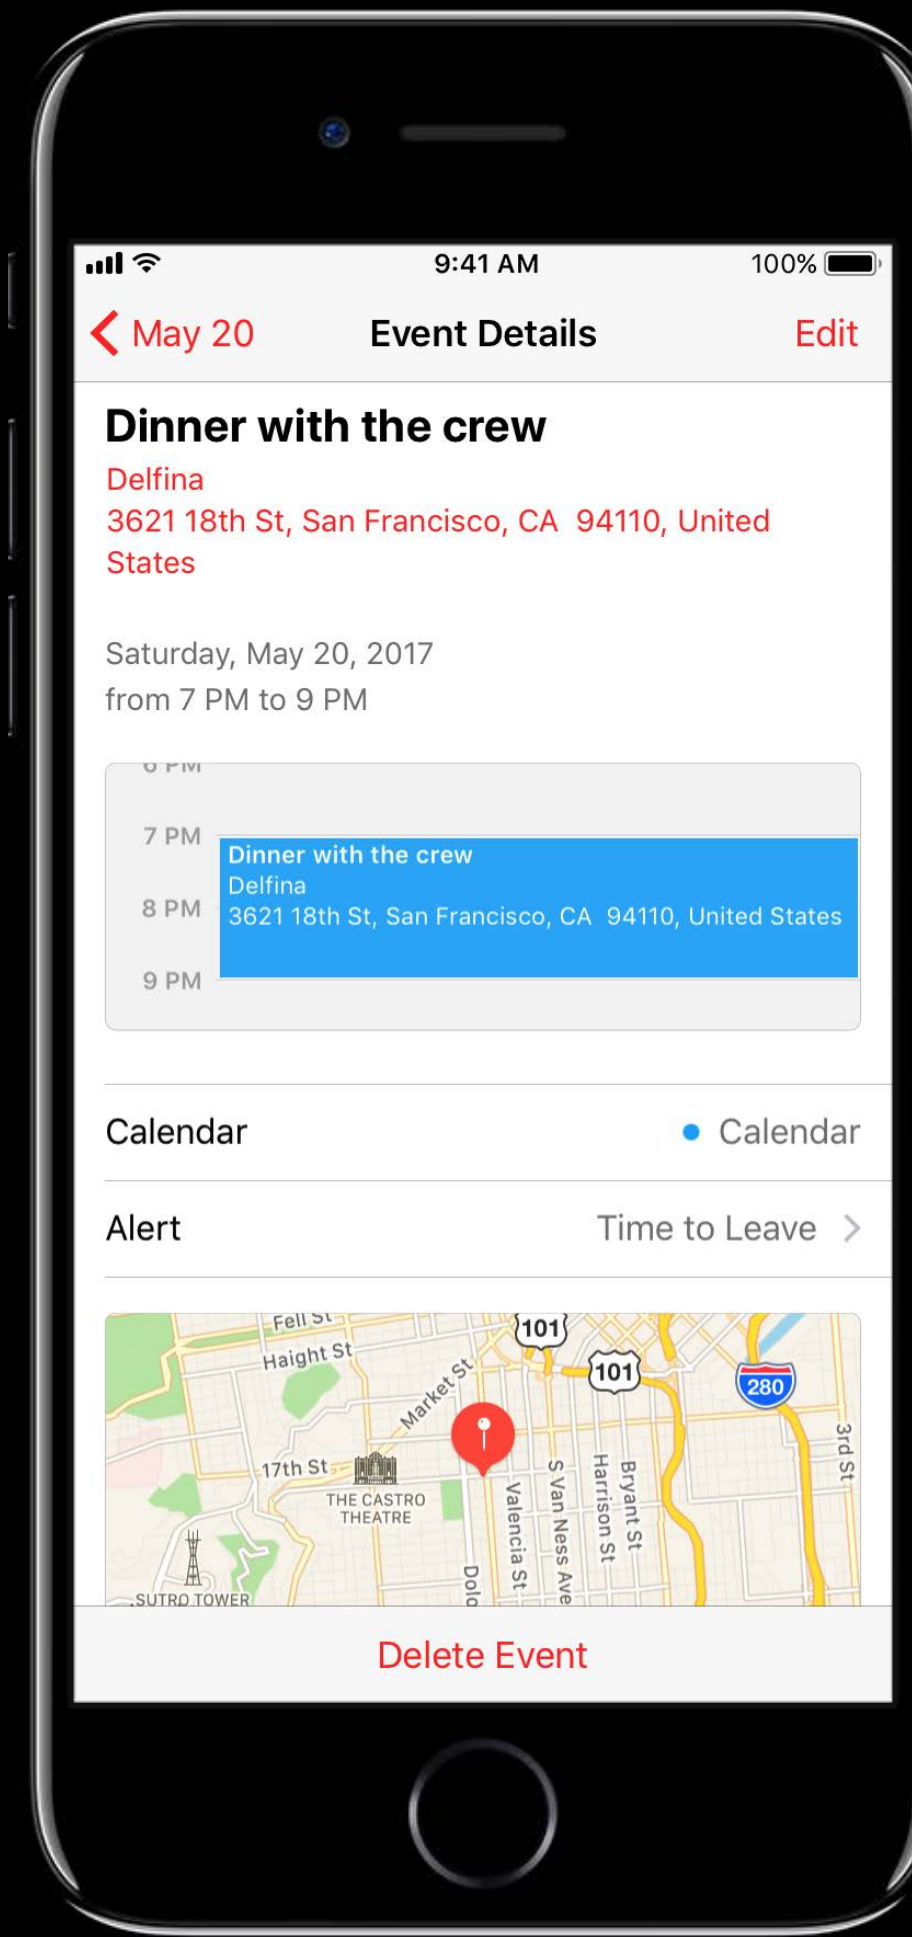 9:41 AM 100%
May 20 Event Details Edit
Dinner with the crew
Delfina
3621 18th St, San Francisco, CA 94110, United
States
Saturday, May 20, 2017
from 7 PM to 9 PM
6 PM
7 PM
Dinner with the crew
Delfina
8 PM
3621 18th St, San Francisco, CA 94110, United States
9 PM
Calendar Calendar
Alert Time to Leave
Fell St
101
Haight St
101
280
Market St
3rd St
17th St
THE CASTRO
THEATRE
Valencia St
S Van Ness Ave
Harrison St
Bryant St
SUTRO TOWER
Delete Event